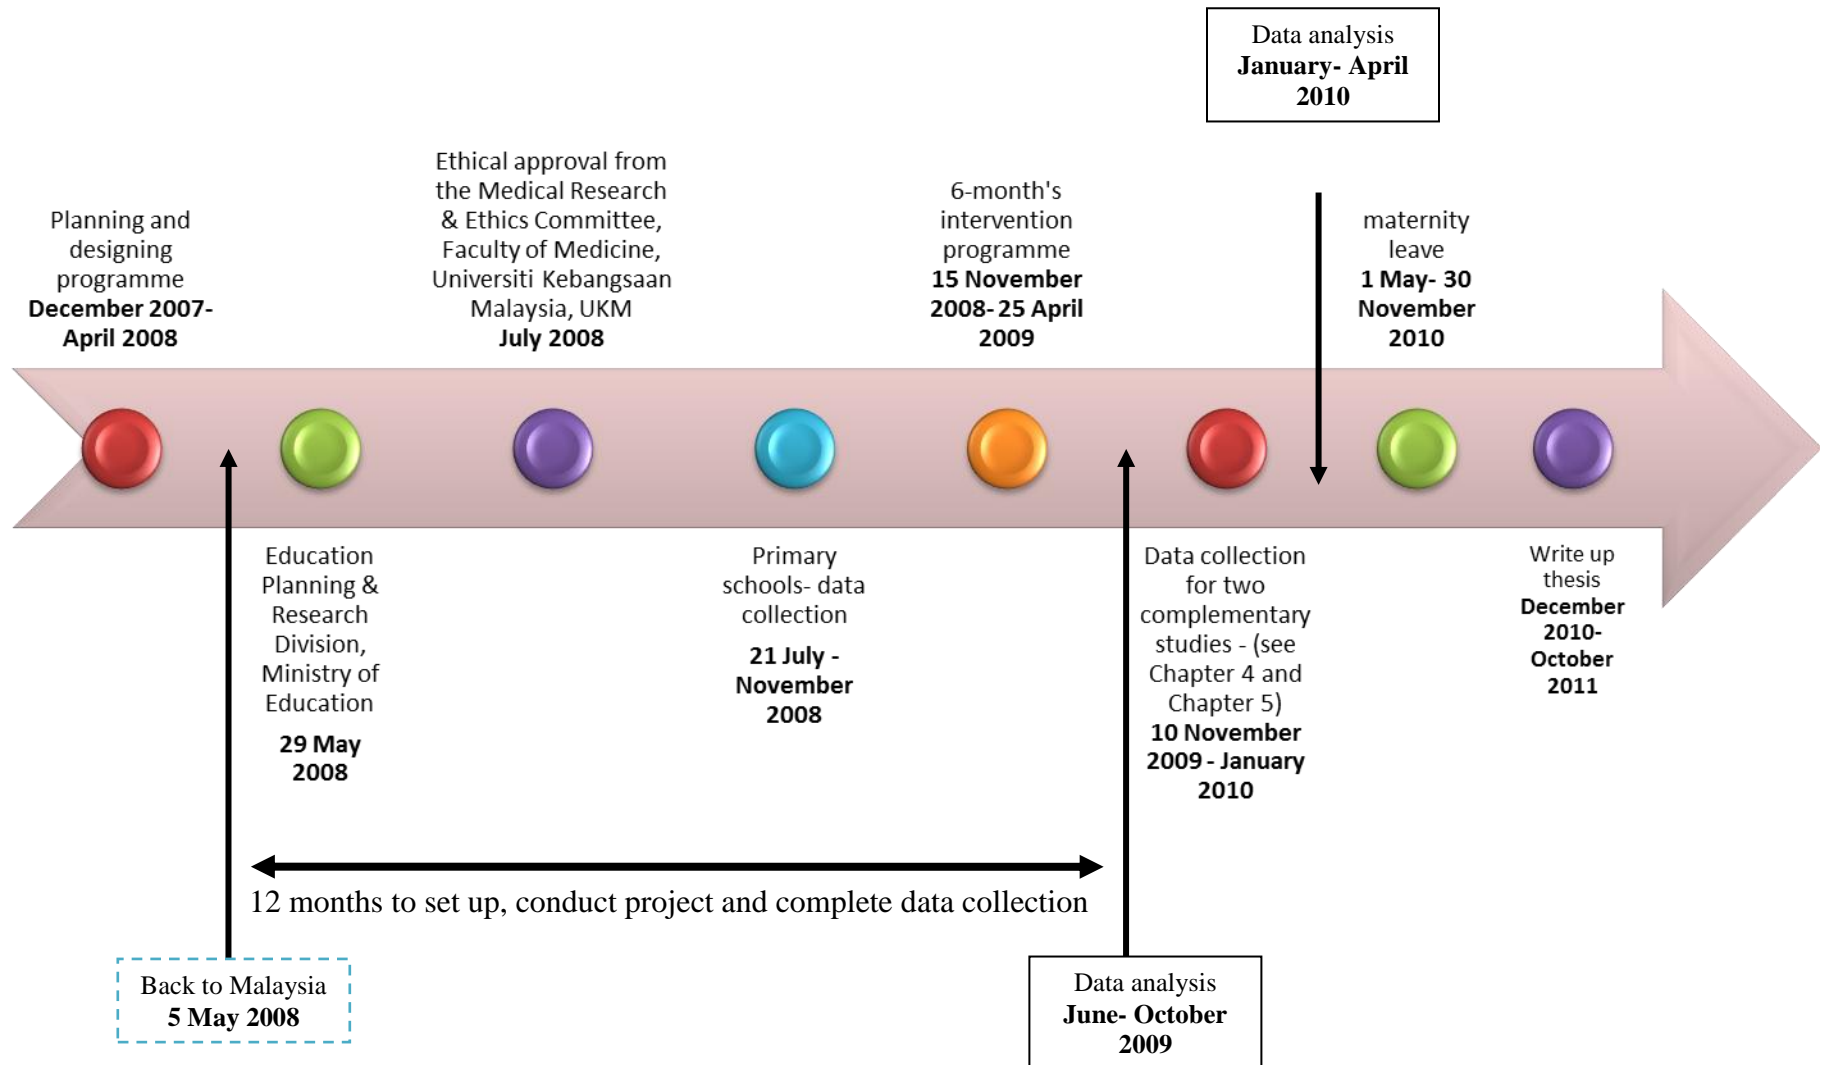 Data analysis
January- April
2010
Planning and
designing
programme
December 2007-
April 2008
Ethical approval from
the Medical Research
& Ethics Committee,
Faculty of Medicine,
Universiti Kebangsaan
Malaysia, UKM
July 2008
6-month's
intervention
programme
15 November
2008- 25 April
2009
maternity
leave
1 May- 30
November
2010
Education
Planning &
Research
Division,
Ministry of
Education
29 May
2008
Primary
schools- data
collection
21 July -
November
2008
Data collection
for two
complementary
studies - (see
Chapter 4 and
Chapter 5)
10 November
2009 - January
2010
Write up
thesis
December
2010-
October
2011
12 months to set up, conduct project and complete data collection
Back to Malaysia
5 May 2008
Data analysis
June- October
2009